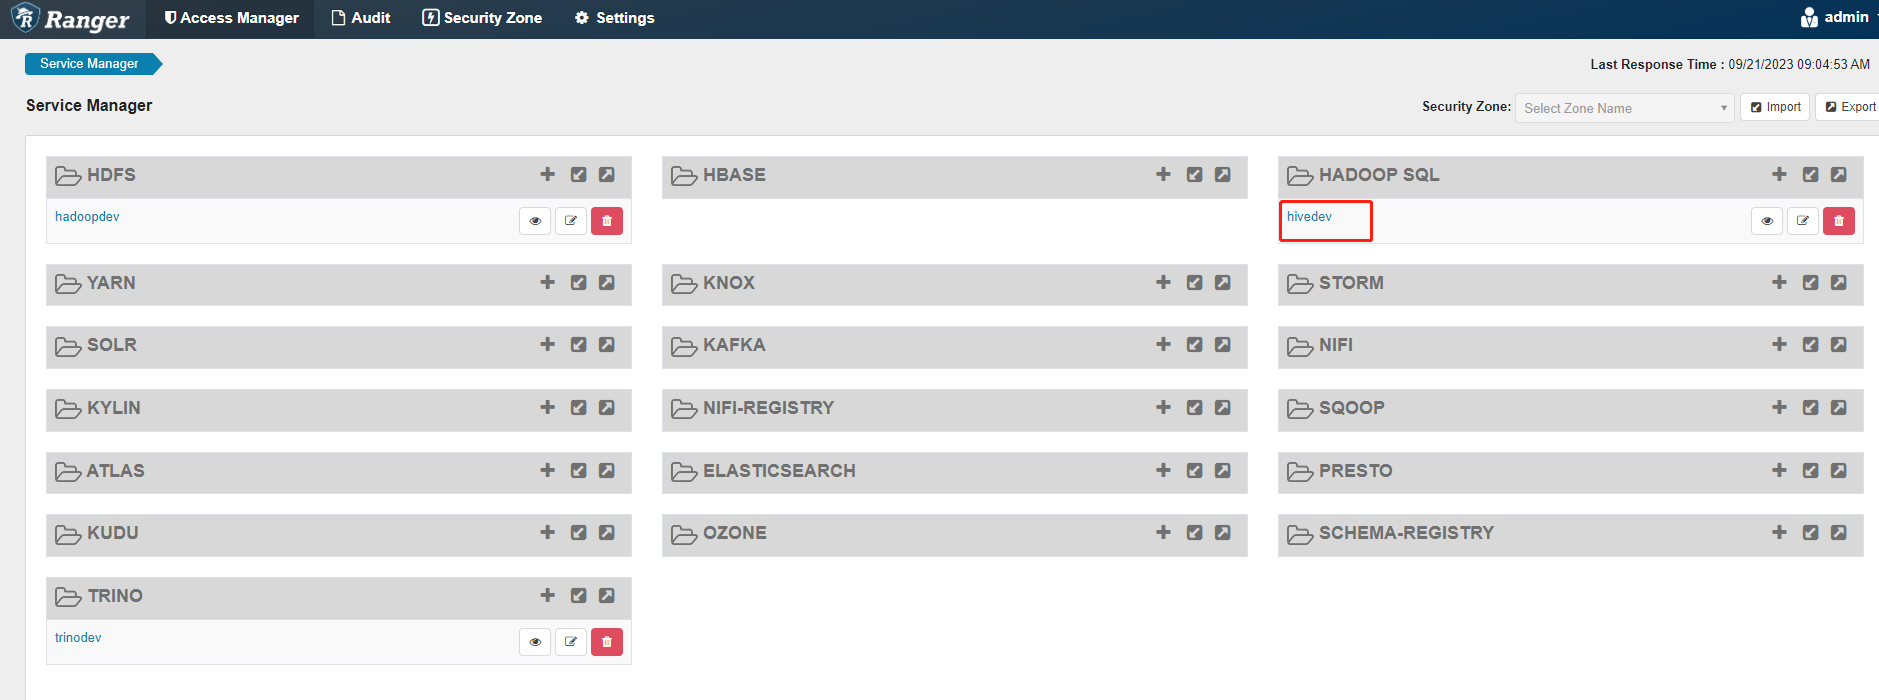 Ranger Access Manager Audit Security Zone Settings admin
Service Manager
Last Response Time : 09/21/2023 09:04:53 AM
Service Manager
Security Zone: Select Zone Name Import Export
HDFS HBASE HADOOP SQL
hadoopdev hivedev
YARN KNOX STORM
SOLR KAFKA NIFI
KYLIN NIFI-REGISTRY SQOOP
ATLAS ELASTICSEARCH PRESTO
KUDU OZONE SCHEMA-REGISTRY
TRINO
trinodev